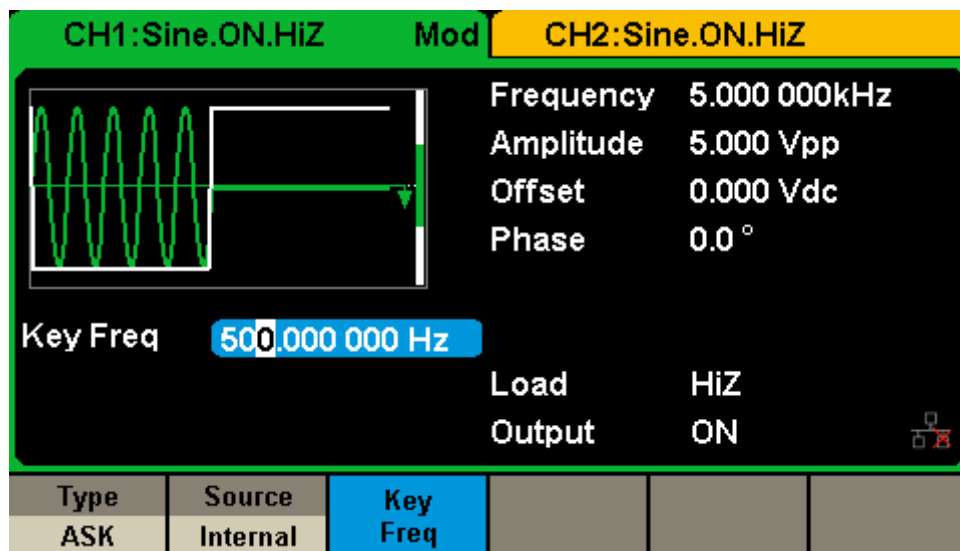 CH1:Sine.ON.HiZ Mod CH2:Sine.ON.HiZ
Frequency 5.000 000kHz
Amplitude 5.000 Vpp
Offset 0.000 Vdc
Phase 0.0 °
Key Freq 500.000 000 Hz
Load HiZ
Output ON
Type Source Key Freq
ASK Internal